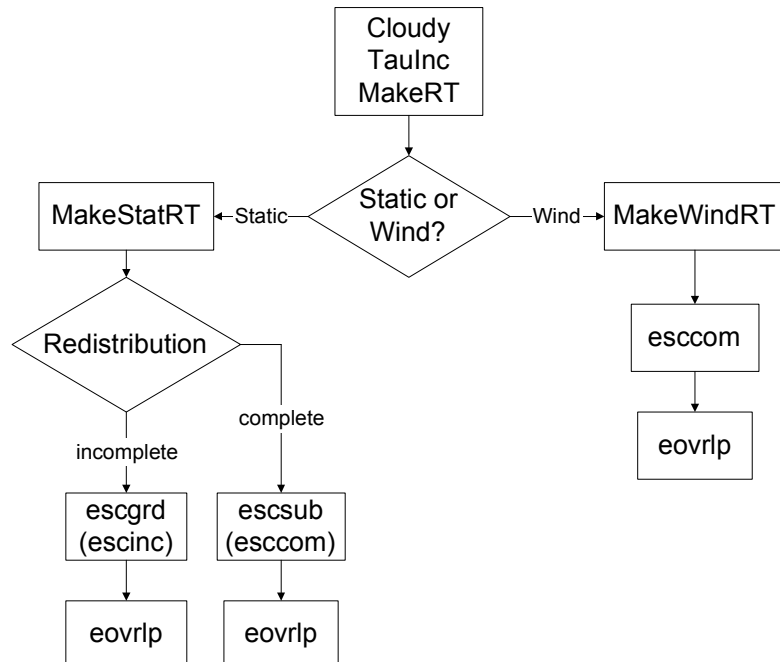 Cloudy
TauInc
MakeRT
Static or
Wind?
MakeStatRT
Static
Wind
MakeWindRT
Redistribution
esccom
complete
eovrlp
incomplete
escgrd
(escinc)
escsub
(esccom)
eovrlp
eovrlp